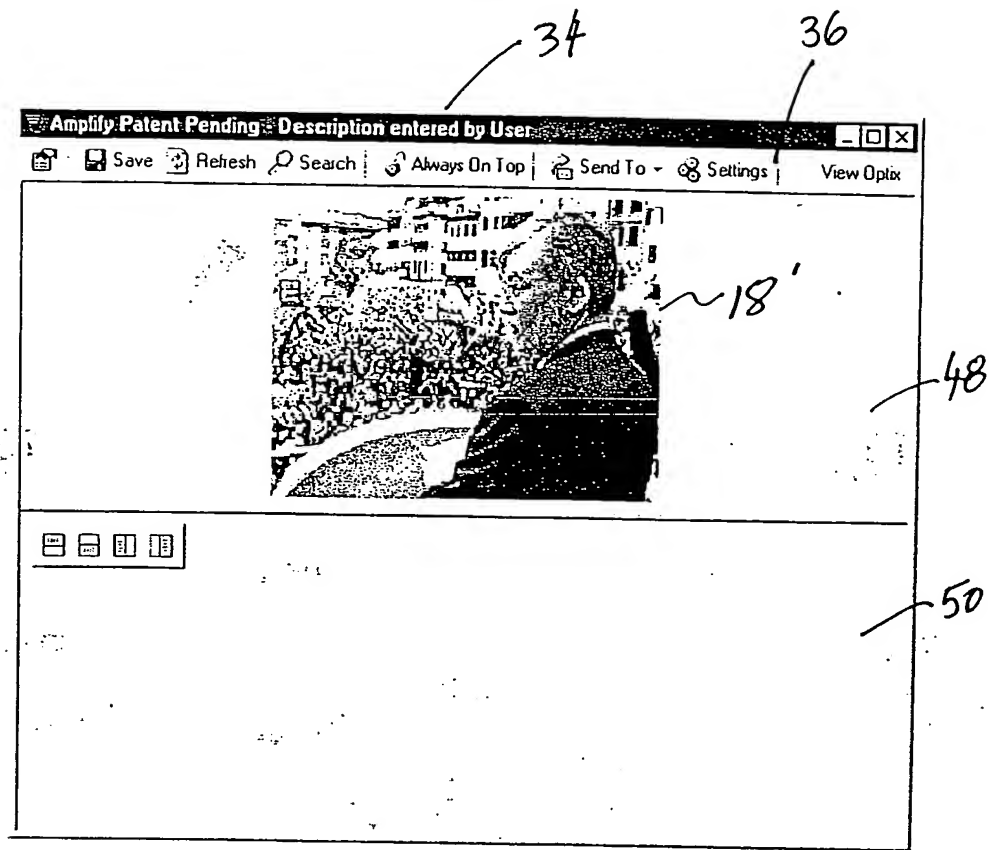 34
36
Amplify Patent Pending - Description entered by User
Save Refresh Search Always On Top Send To Settings View Optix
18'
48
50